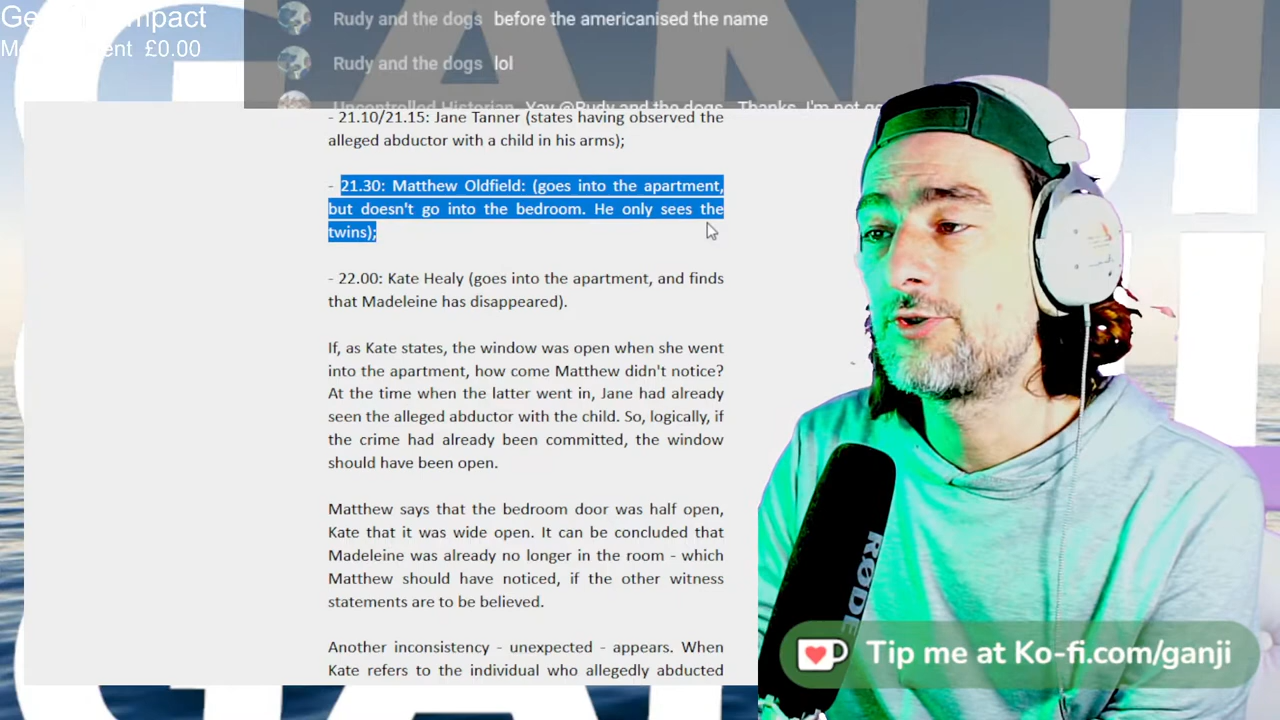 Rudy and the dogs before the americanised the name
£0.00
Rudy and the dogs lol
Uncontrolled Historian Yay @Rudy and the dogs Thanks, I'm not
- 21.10/21.15: Jane Tanner (states having observed the
alleged abductor with a child in his arms);
- 21.30: Matthew Oldfield: (goes into the apartment,
but doesn't go into the bedroom. He only sees the
twins);
- 22.00: Kate Healy (goes into the apartment, and finds
that Madeleine has disappeared).
If, as Kate states, the window was open when she went
into the apartment, how come Matthew didn't notice?
At the time when the latter went in, Jane had already
seen the alleged abductor with the child. So, logically, if
the crime had already been committed, the window
should have been open.
Matthew says that the bedroom door was half open,
Kate that it was wide open. It can be concluded that
Madeleine was already no longer in the room - which
Matthew should have noticed, if the other witness
statements are to be believed.
Another inconsistency - unexpected - appears. When
Kate refers to the individual who allegedly abducted
RØDE
Tip me at Ko-fi.com/ganji